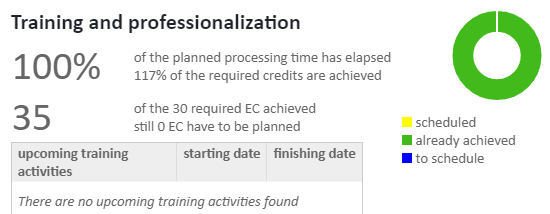 Training and professionalization
100%
of the planned processing time has elapsed
117% of the required credits are achieved
35
of the 30 required EC achieved
still 0 EC have to be planned
scheduled
already achieved
to schedule
upcoming training activities
starting date
finishing date
There are no upcoming training activities found